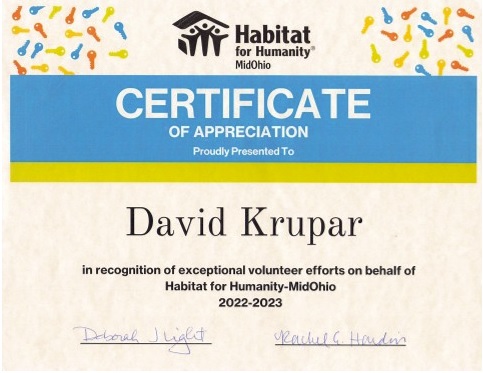 Habitat
for Humanity®
MidOhio
CERTIFICATE
OF APPRECIATION
Proudly Presented To
David Krupar
in recognition of exceptional volunteer efforts on behalf of
Habitat for Humanity-MidOhio
2022-2023
Deborah J Light Rachel G. Hardin